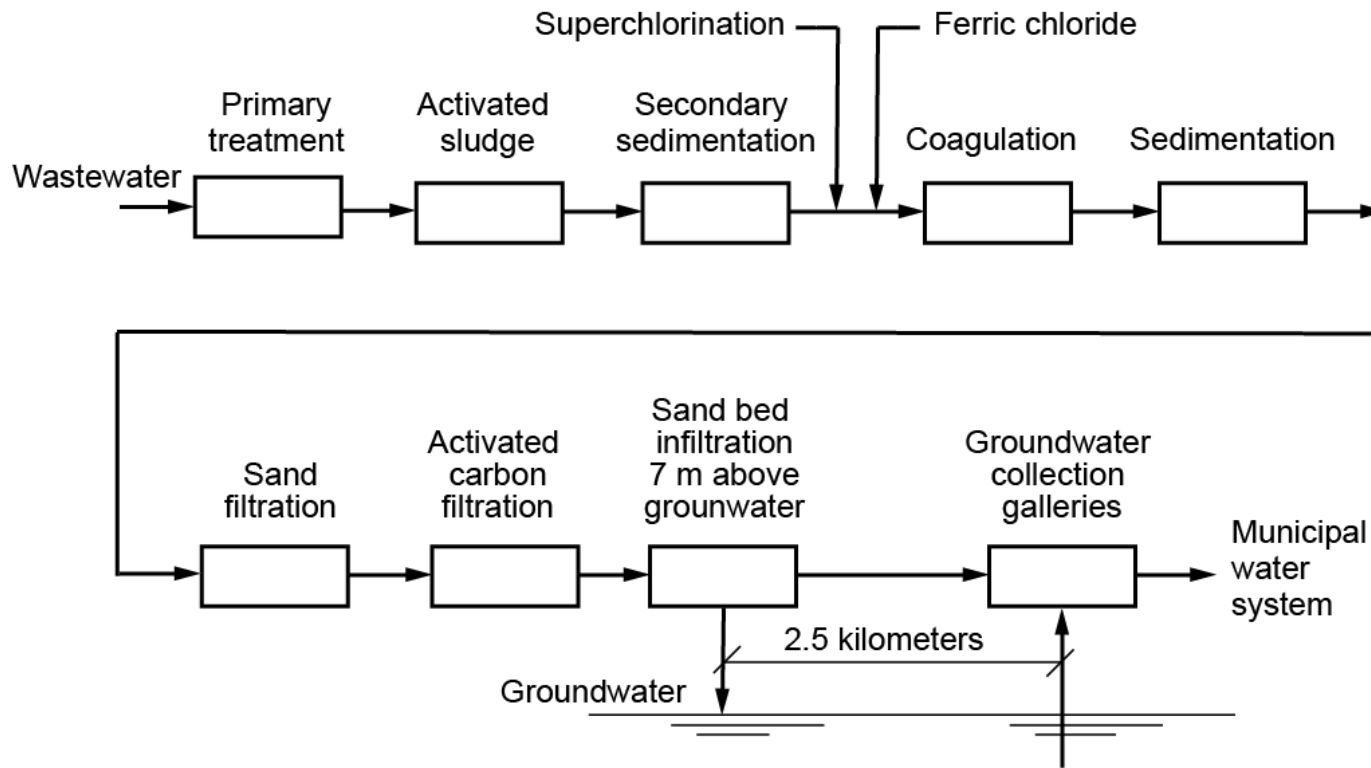 Superchlorination
Ferric chloride
Primary
treatment
Activated
sludge
Secondary
sedimentation
Coagulation
Sedimentation
Wastewater
Sand
filtration
Activated
carbon
filtration
Sand bed
infiltration
7 m above
grounwater
Groundwater
collection
galleries
Municipal
water
system
2.5 kilometers
Groundwater